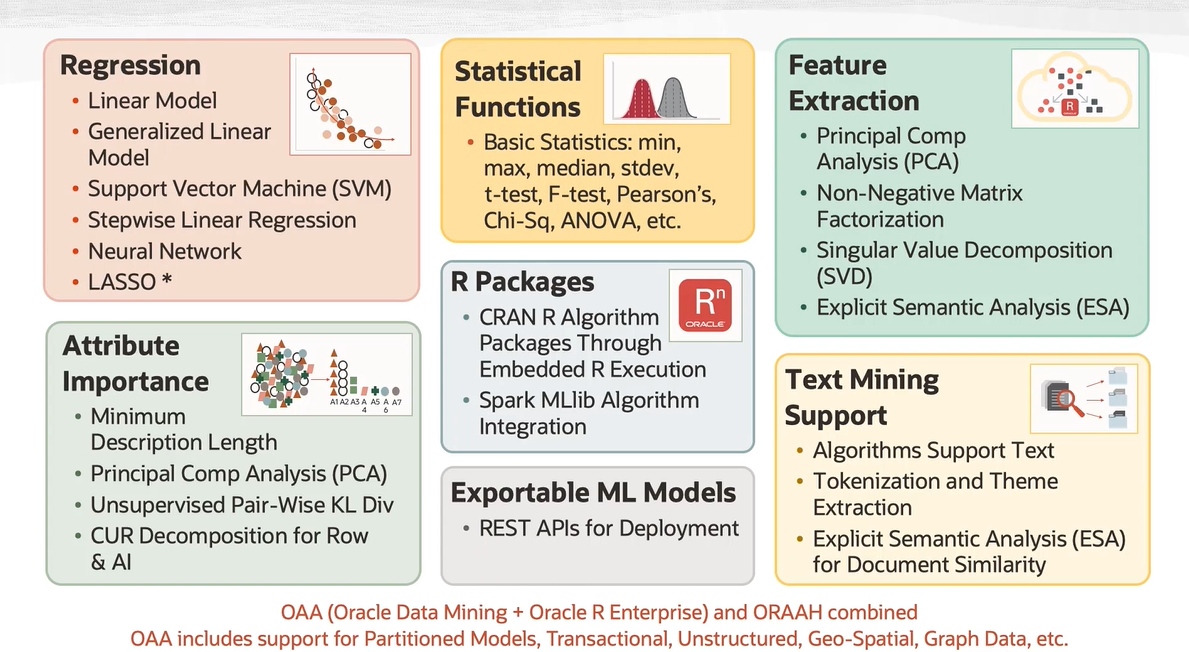 Regression
• Linear Model
• Generalized Linear
Model
• Support Vector Machine (SVM)
• Stepwise Linear Regression
• Neural Network
• LASSO *
Attribute
Importance
A1 A2 A3 A4 A5 A6 A7
• Minimum
Description Length
• Principal Comp Analysis (PCA)
• Unsupervised Pair-Wise KL Div
• CUR Decomposition for Row
& AI
Statistical
Functions
• Basic Statistics: min,
max, median, stdev,
t-test, F-test, Pearson's,
Chi-Sq, ANOVA, etc.
R Packages
Rn
ORACLE
• CRAN R Algorithm
Packages Through
Embedded R Execution
• Spark MLlib Algorithm
Integration
Exportable ML Models
• REST APIs for Deployment
Feature
Extraction
R
• Principal Comp
Analysis (PCA)
• Non-Negative Matrix
Factorization
• Singular Value Decomposition
(SVD)
• Explicit Semantic Analysis (ESA)
Text Mining
Support
• Algorithms Support Text
• Tokenization and Theme
Extraction
• Explicit Semantic Analysis (ESA)
for Document Similarity
OAA (Oracle Data Mining + Oracle R Enterprise) and ORAAH combined
OAA includes support for Partitioned Models, Transactional, Unstructured, Geo-Spatial, Graph Data, etc.